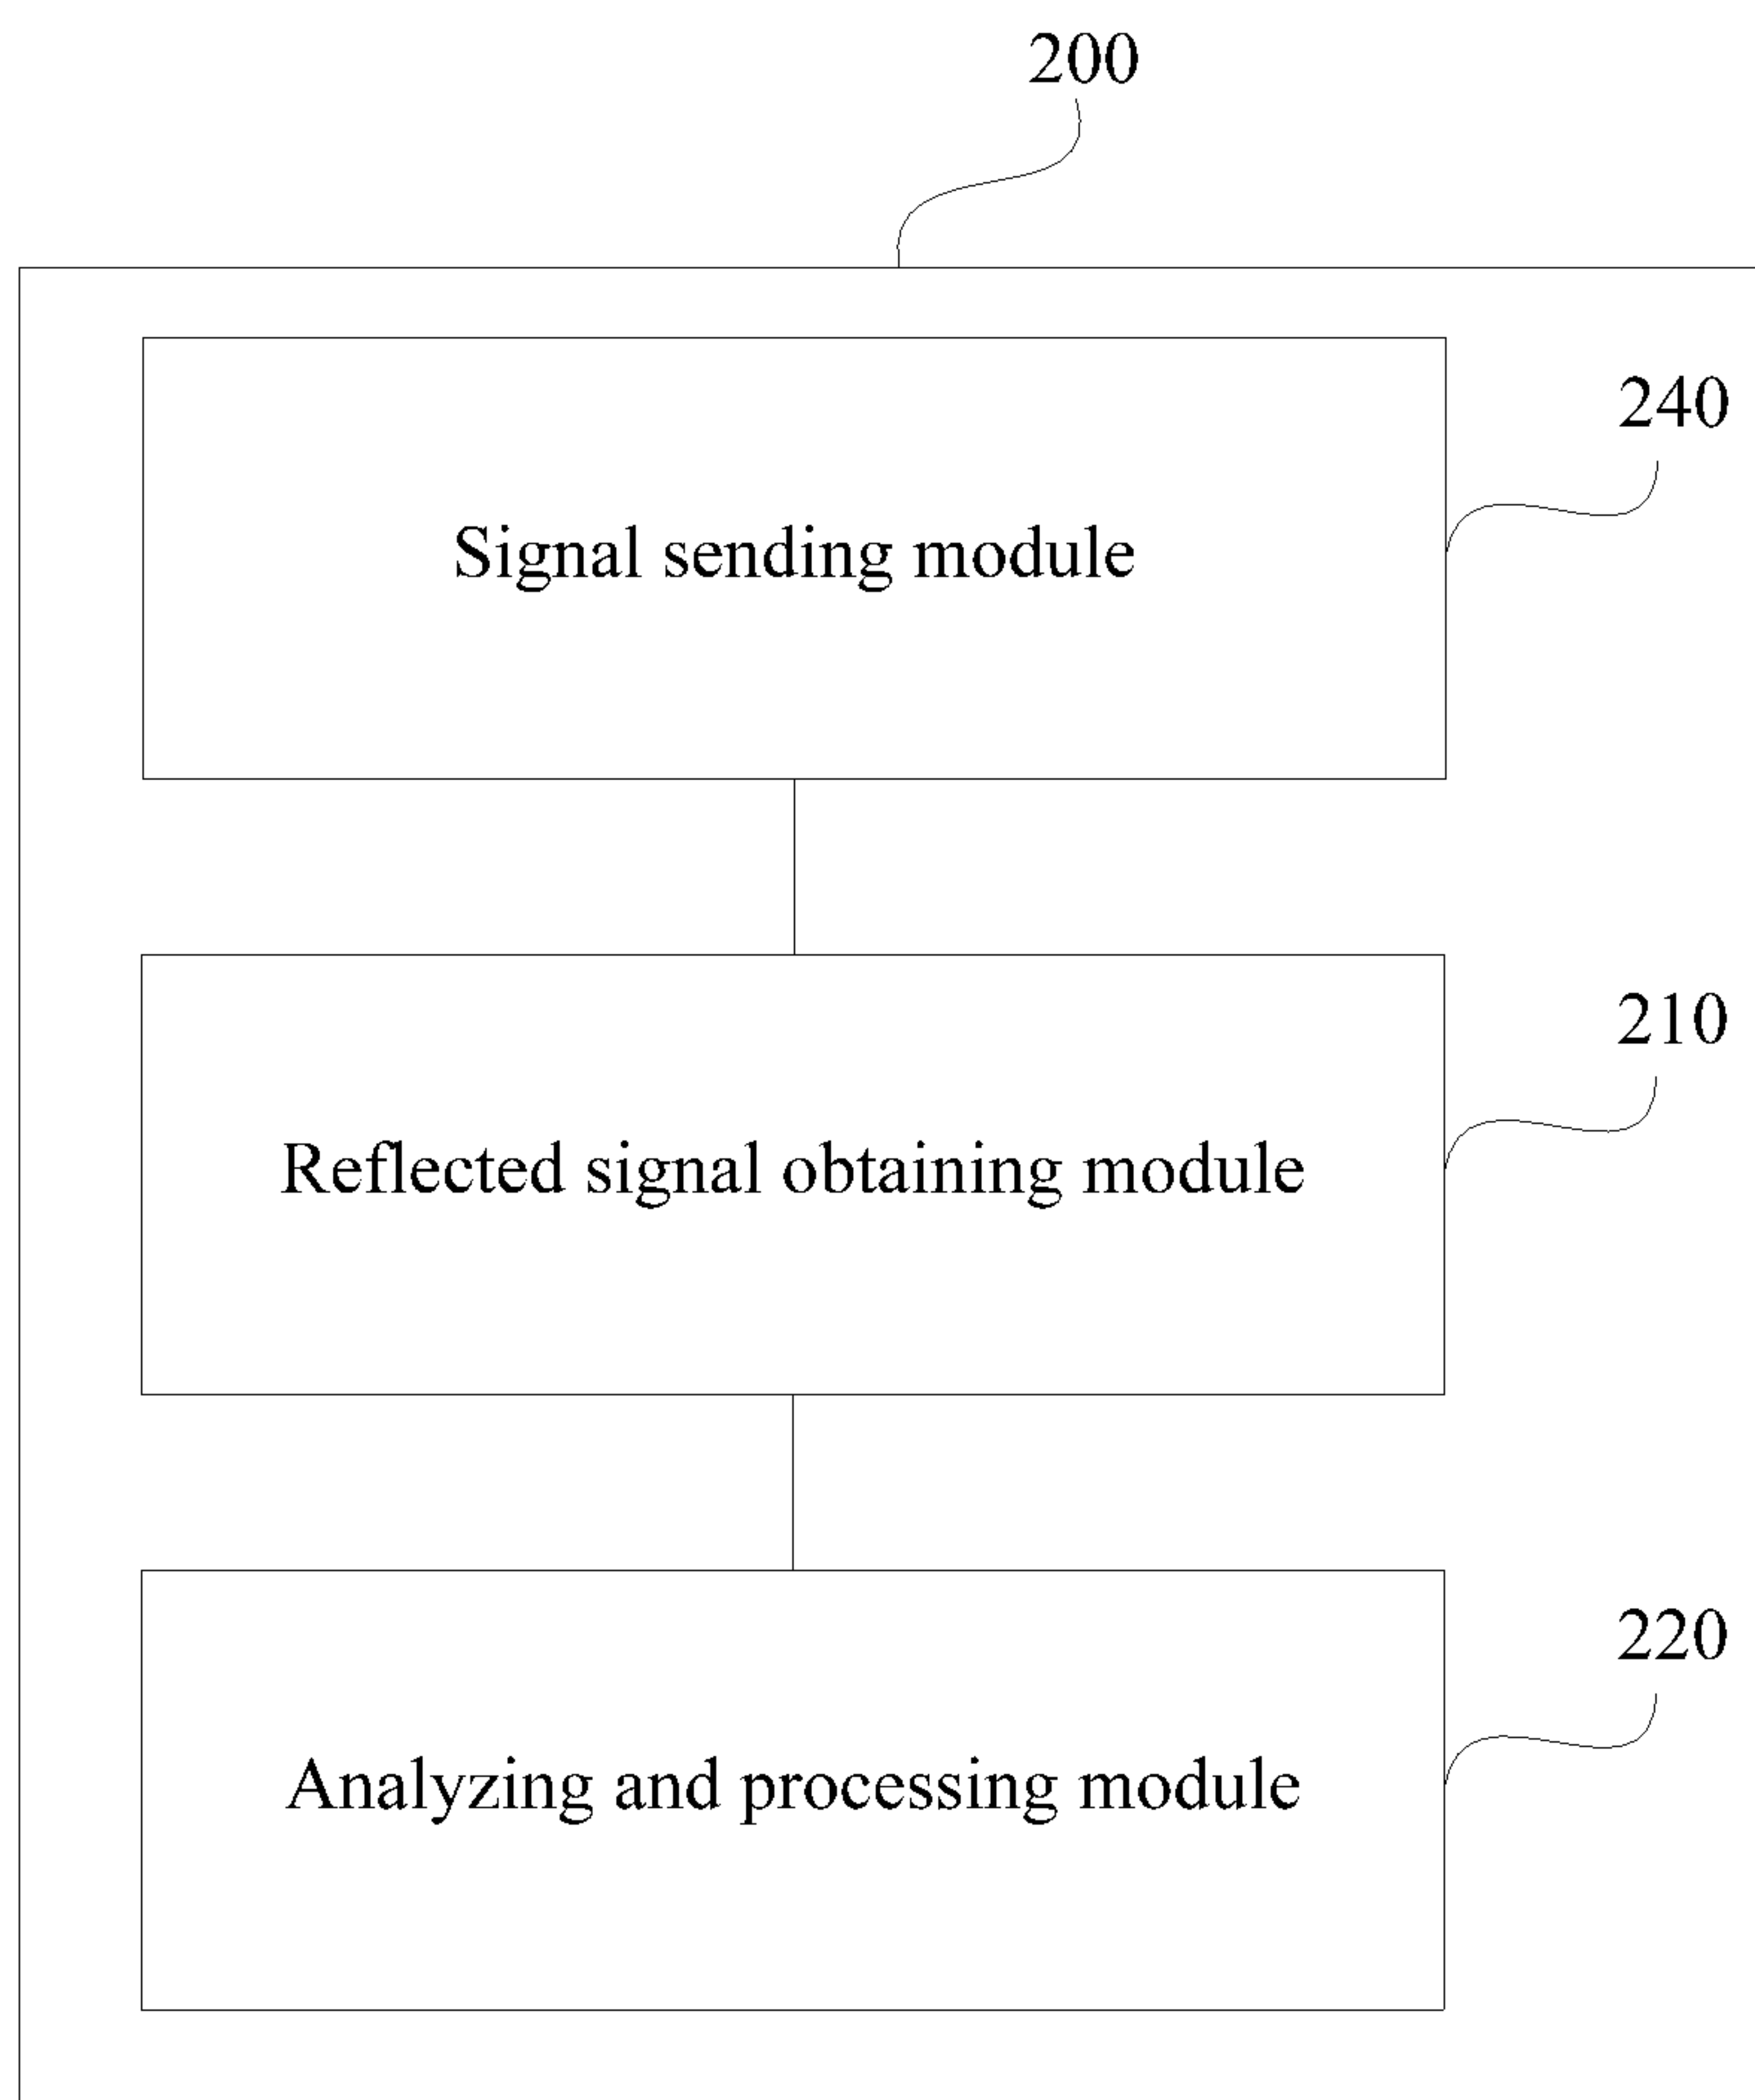 200
240
Signal sending module
210
Reflected signal obtaining module
220
Analyzing and processing module